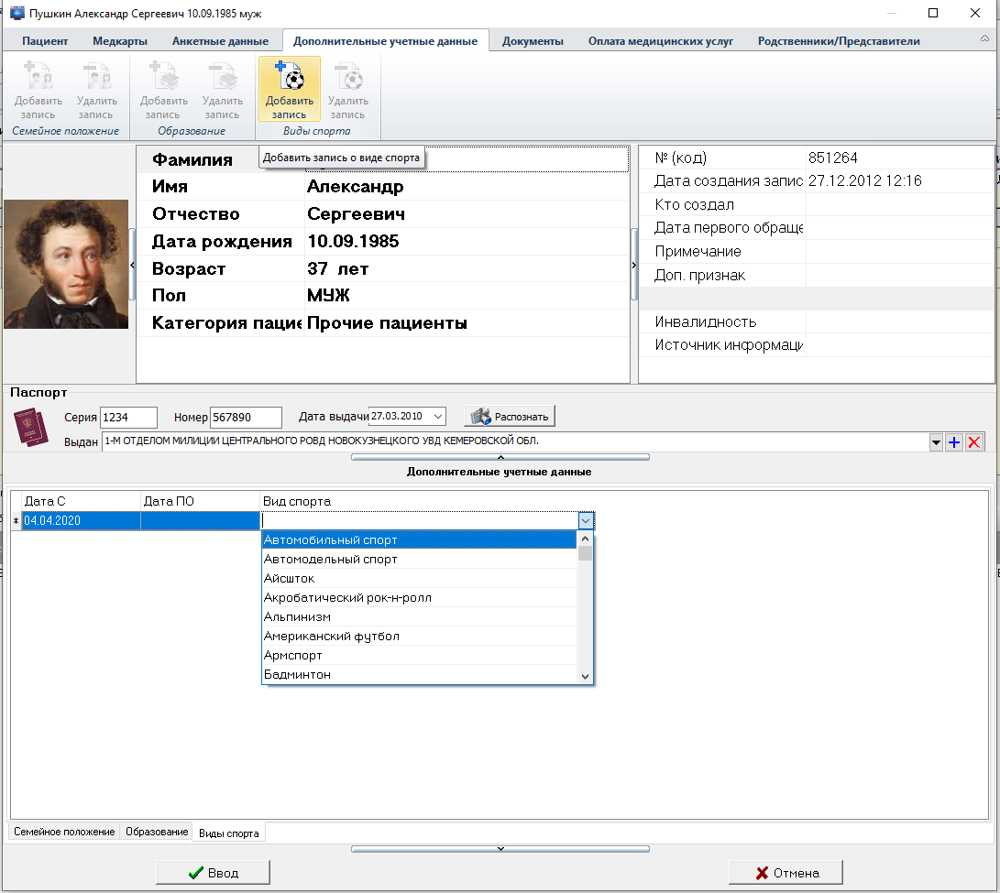 Пушкин Александр Сергеевич 10.09.1985 муж
Пациент Медкарты Анкетные данные Дополнительные учетные данные Документы Оплата медицинских услуг Родственники/Представители
Добавить запись Удалить запись Добавить запись Удалить запись Добавить запись Удалить запись
Семейное положение Образование Виды спорта
Добавить запись о виде спорта
Фамилия
Имя Александр
Отчество Сергеевич
Дата рождения 10.09.1985
Возраст 37 лет
Пол МУЖ
Категория пацие Прочие пациенты
№ (код) 851264
Дата создания запис 27.12.2012 12:16
Кто создал
Дата первого обраще
Примечание
Доп. признак
Инвалидность
Источник информаци
Паспорт
Серия 1234 Номер 567890 Дата выдачи 27.03.2010 Распознать
Выдан 1-М ОТДЕЛОМ МИЛИЦИИ ЦЕНТРАЛЬНОГО РОВД НОВОКУЗНЕЦКОГО УВД КЕМЕРОВСКОЙ ОБЛ.
Дополнительные учетные данные
Дата С Дата ПО Вид спорта
* 04.04.2020
Автомобильный спорт
Автомодельный спорт
Айсшток
Акробатический рок-н-ролл
Альпинизм
Американский футбол
Армспорт
Бадминтон
Семейное положение Образование Виды спорта
Ввод Отмена